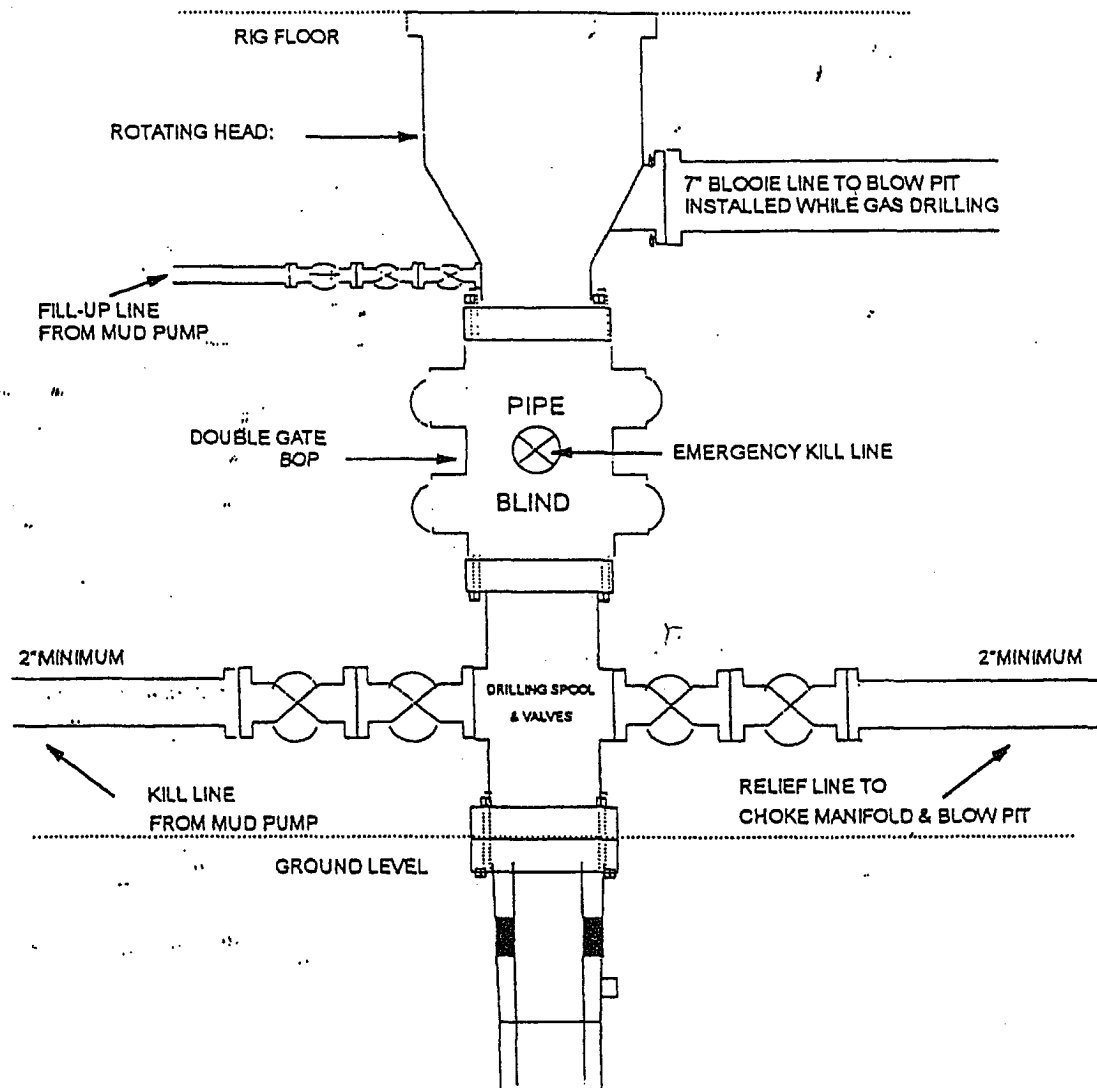 RIG FLOOR
ROTATING HEAD:
7" BLOOIE LINE TO BLOW PIT
INSTALLED WHILE GAS DRILLING
FILL-UP LINE
FROM MUD PUMP
PIPE
DOUBLE GATE
BOP
EMERGENCY KILL LINE
BLIND
2"MINIMUM
2"MINIMUM
DRILLING SPOOL
& VALVES
KILL LINE
FROM MUD PUMP
RELIEF LINE TO
CHOKE MANIFOLD & BLOW PIT
GROUND LEVEL